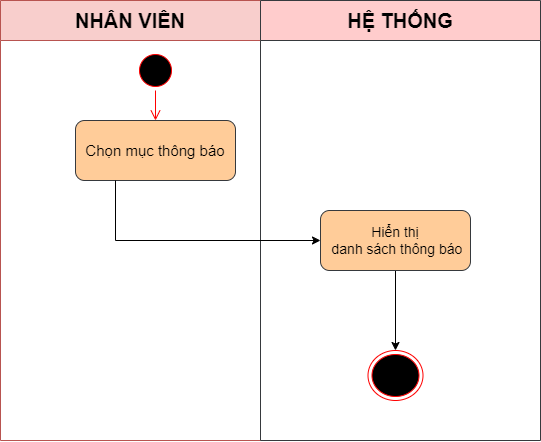 NHÂN VIÊN
HỆ THỐNG
Chọn mục thông báo
Hiển thị
danh sách thông báo